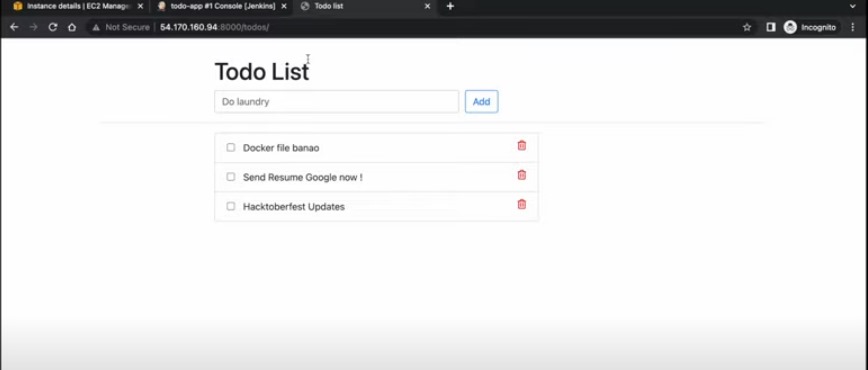 Instance details | EC2 Manage
todo-app #1 Console [Jenkins]
Todo list
Not Secure | 54.170.160.94:8000/todos/
Incognito
Todo List
Do laundry
Add
Docker file banao
Send Resume Google now !
Hacktoberfest Updates